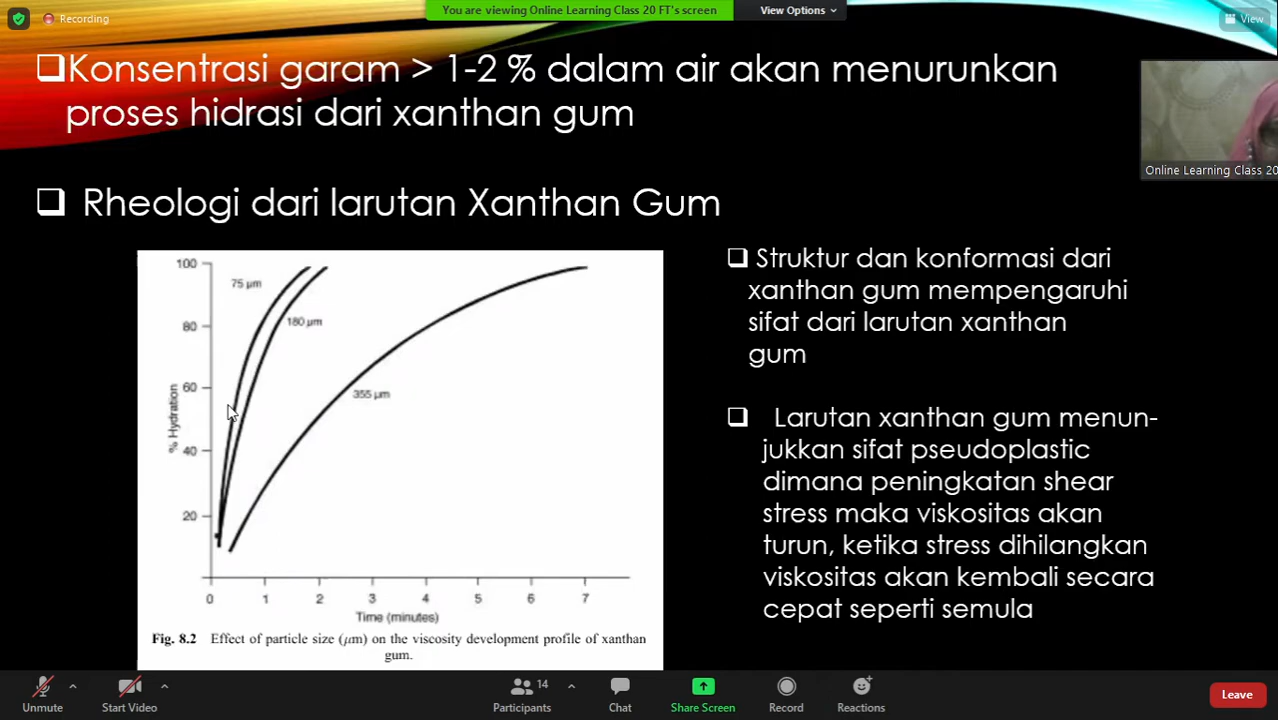 Recording
You are viewing Online Learning Class 20 FT's screen
View Options
View
Konsentrasi garam > 1-2 % dalam air akan menurunkan
proses hidrasi dari xanthan gum
Online Learning Class 20
Rheologi dari larutan Xanthan Gum
100
80
60
40
20
% Hydration
75 µm
180 µm
355 µm
0 1 2 3 4 5 6 7
Time (minutes)
Fig. 8.2 Effect of particle size (µm) on the viscosity development profile of xanthan
gum.
Struktur dan konformasi dari
xanthan gum mempengaruhi
sifat dari larutan xanthan
gum
Larutan xanthan gum menun-
jukkan sifat pseudoplastic
dimana peningkatan shear
stress maka viskositas akan
turun, ketika stress dihilangkan
viskositas akan kembali secara
cepat seperti semula
Unmute
Start Video
14
Participants
Chat
Share Screen
Record
Reactions
Leave